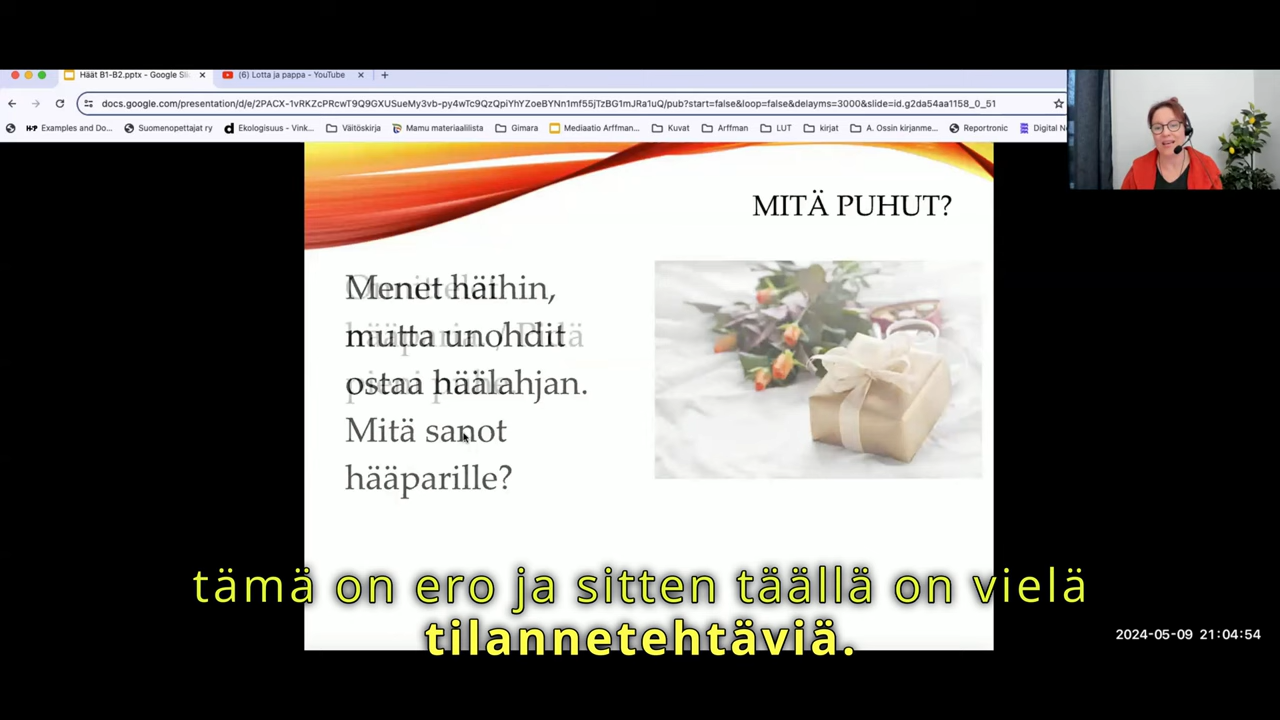 Häät B1-B2.pptx - Google Sli
(6) Lotta ja pappa - YouTube
docs.google.com/presentation/d/e/2PACX-1vRKZcPRcwT9Q9GXUSueMy3vb-py4wTc9QzQpiYhYZoeBYNn1mf55jTzBG1mJRa1uQ/pub?start=false&loop=false&delayms=3000&slide=id.g2da54aa1158_0_51
Examples and Do... Suomenopettajat ry Ekologisuus - Vink... Väitöskirja Mamu materiaalilista Gimara Mediaatio Arffman... Kuvat Arffman LUT kirjat A. Ossin kirjanme... Reportronic Digital N
MITÄ PUHUT?
Menet häihin,
mutta unohdit
ostaa häälahjan.
Mitä sanot
hääparille?
tämä on ero ja sitten täällä on vielä
tilannetehtäviä.
2024-05-09 21:04:54